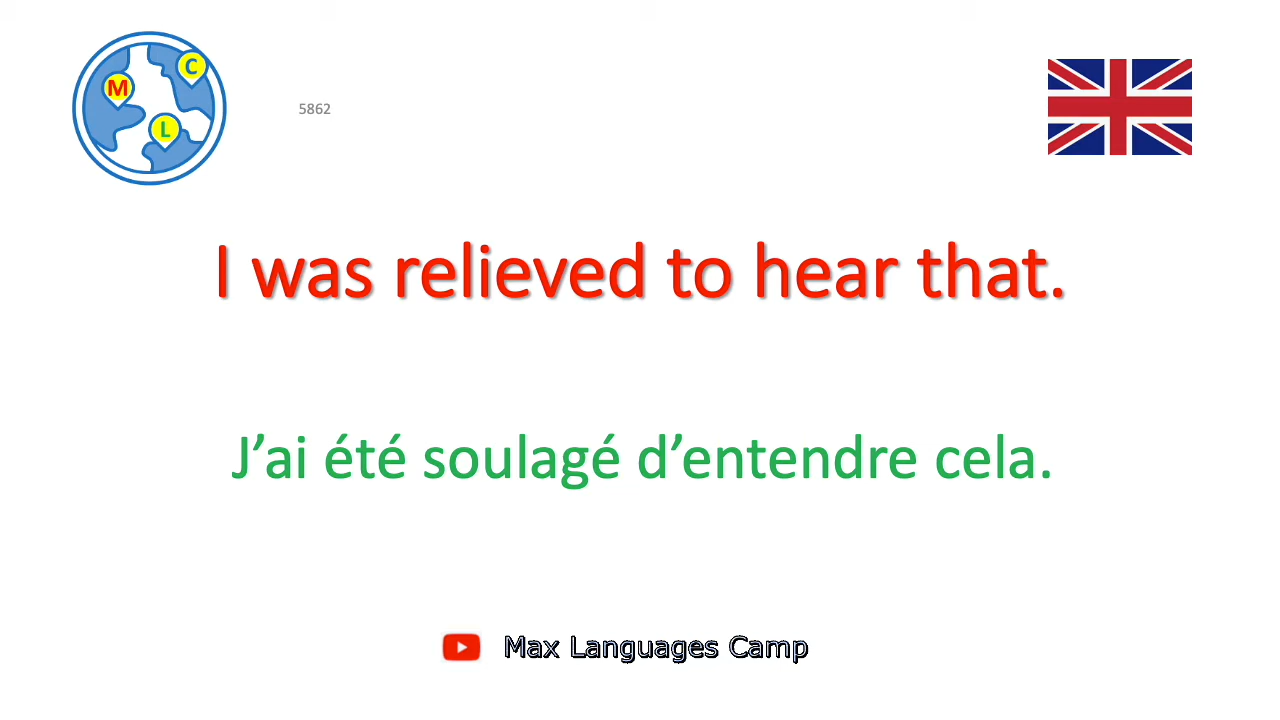 C
M
L
5862
I was relieved to hear that.
J’ai été soulagé d’entendre cela.
Max Languages Camp